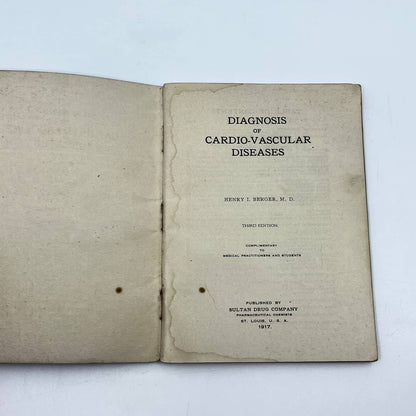 DIAGNOSIS
OF
CARDIO-VASCULAR
DISEASES
HENRY I. BERGER, M. D.
THIRD EDITION
COMPLIMENTARY
TO
MEDICAL PRACTITIONERS AND STUDENTS
PUBLISHED BY
SULTAN DRUG COMPANY
PHARMACEUTICAL CHEMISTS
ST. LOUIS, U. S. A.
1917